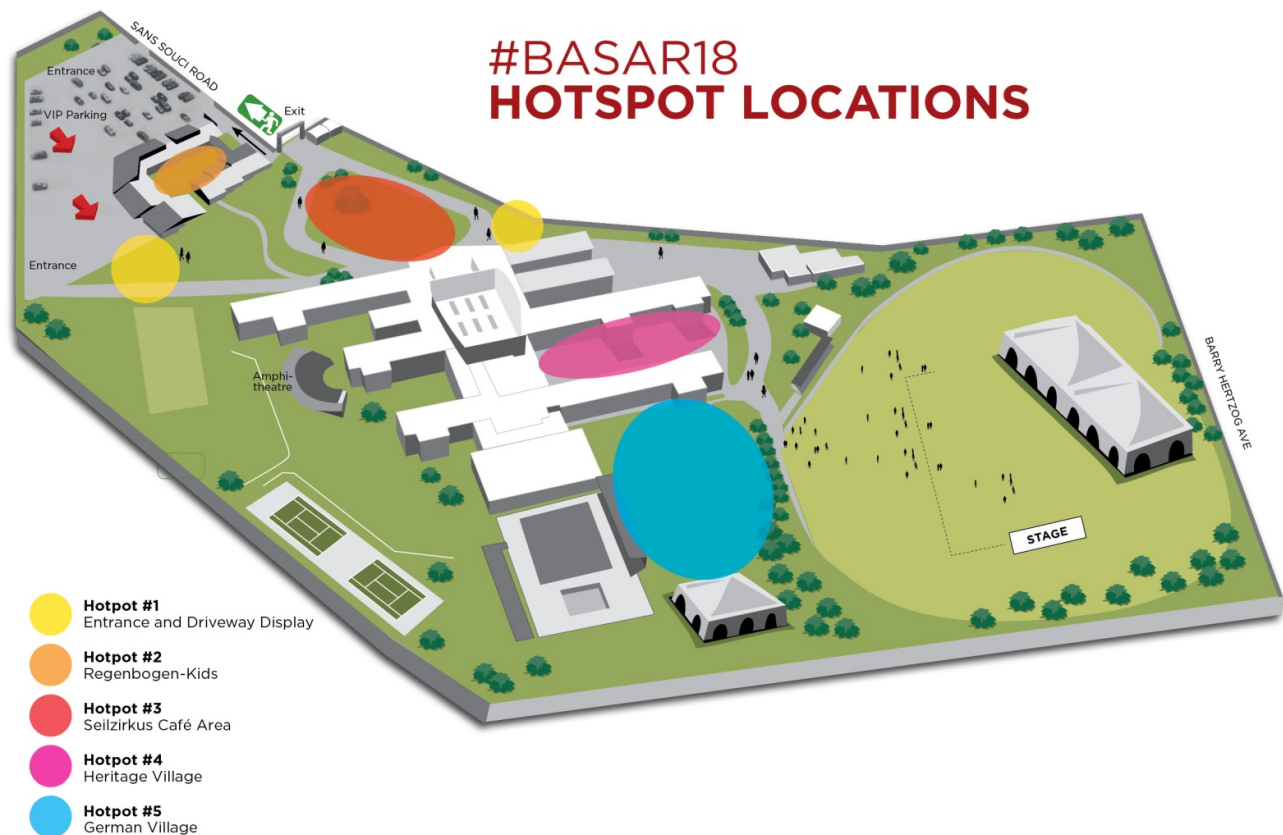 #BASAR18
HOTSPOT LOCATIONS
SANS SOUCI ROAD
Entrance
VIP Parking
Exit
Entrance
Amphi-
theatre
BARRY HERTZOG AVE
STAGE
Hotpot #1
Entrance and Driveway Display
Hotpot #2
Regenbogen-Kids
Hotpot #3
Seilzirkus Café Area
Hotpot #4
Heritage Village
Hotpot #5
German Village